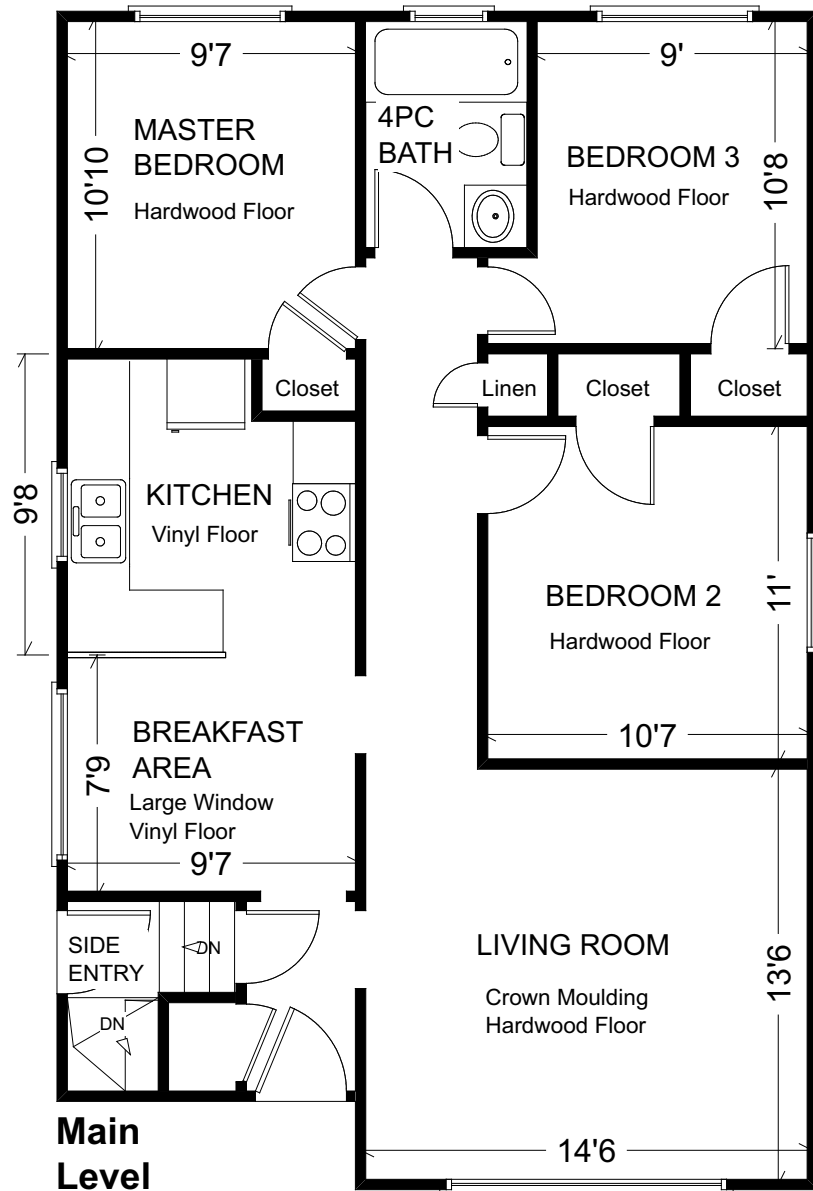 9'7
9'
MASTER
BEDROOM
Hardwood Floor
10'10
4PC
BATH
BEDROOM 3
Hardwood Floor
10'8
Closet
Linen
Closet
Closet
KITCHEN
Vinyl Floor
9'8
BEDROOM 2
Hardwood Floor
11'
10'7
BREAKFAST
AREA
Large Window
Vinyl Floor
7'9
9'7
SIDE
ENTRY
DN
DN
LIVING ROOM
Crown Moulding
Hardwood Floor
13'6
14'6
Main
Level